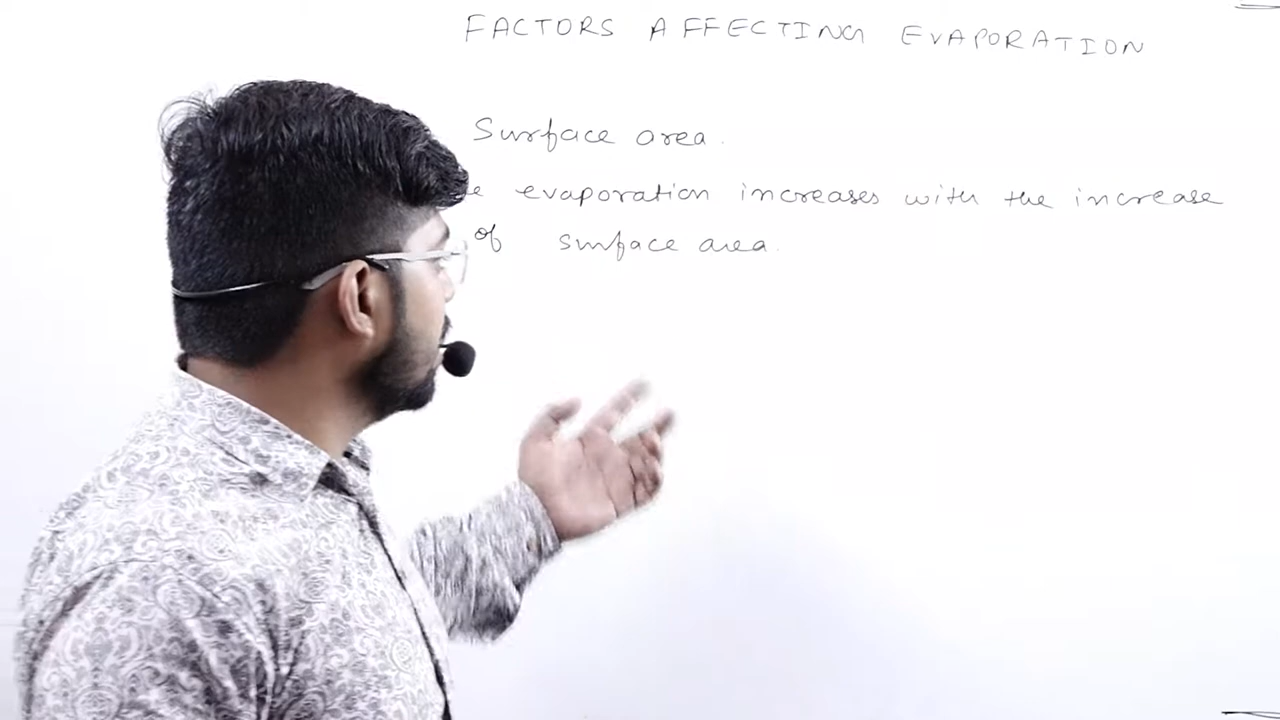 FACTORS AFFECTING EVAPORATION
Surface area.
evaporation increases with the increase
of surface area.